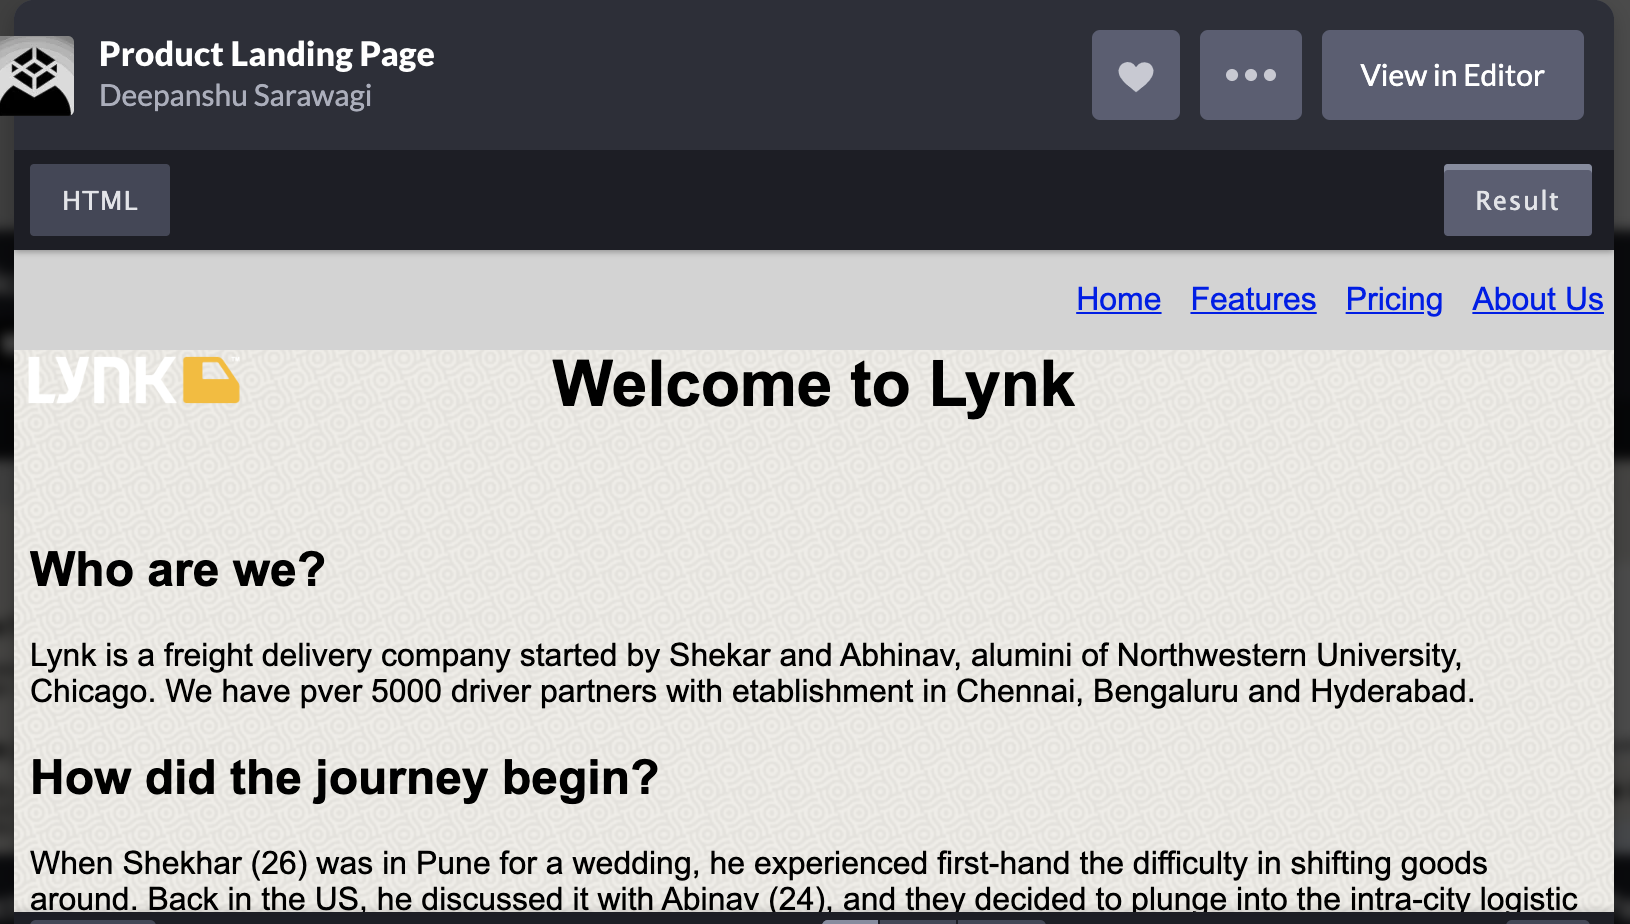 Product Landing Page
Deepanshu Sarawagi
View in Editor
HTML
Result
Home Features Pricing About Us
LYNK
Welcome to Lynk
Who are we?
Lynk is a freight delivery company started by Shekar and Abhinav, alumini of Northwestern University,
Chicago. We have pver 5000 driver partners with etablishment in Chennai, Bengaluru and Hyderabad.
How did the journey begin?
When Shekhar (26) was in Pune for a wedding, he experienced first-hand the difficulty in shifting goods
around. Back in the US, he discussed it with Abinav (24), and they decided to plunge into the intra-city logistic